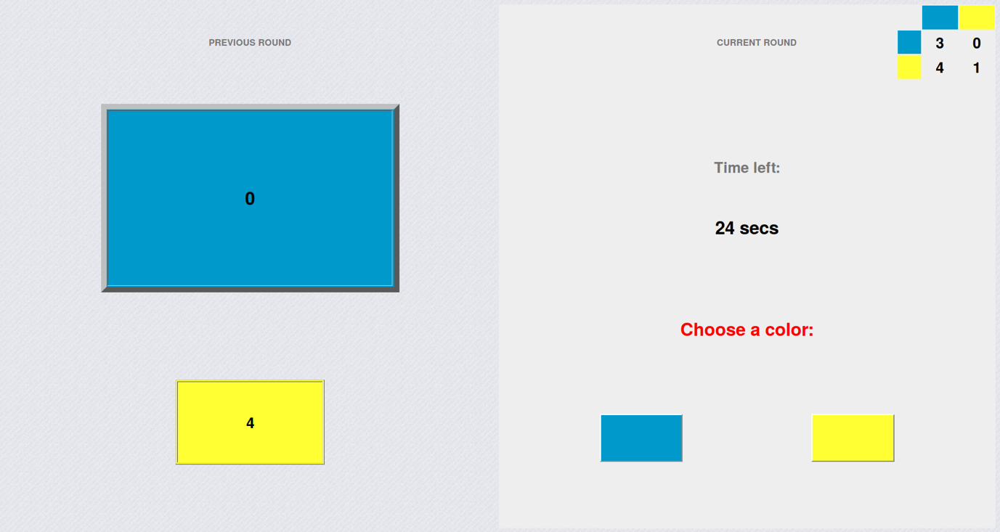 PREVIOUS ROUND
0
4
CURRENT ROUND
3 0
4 1
Time left:
24 secs
Choose a color: